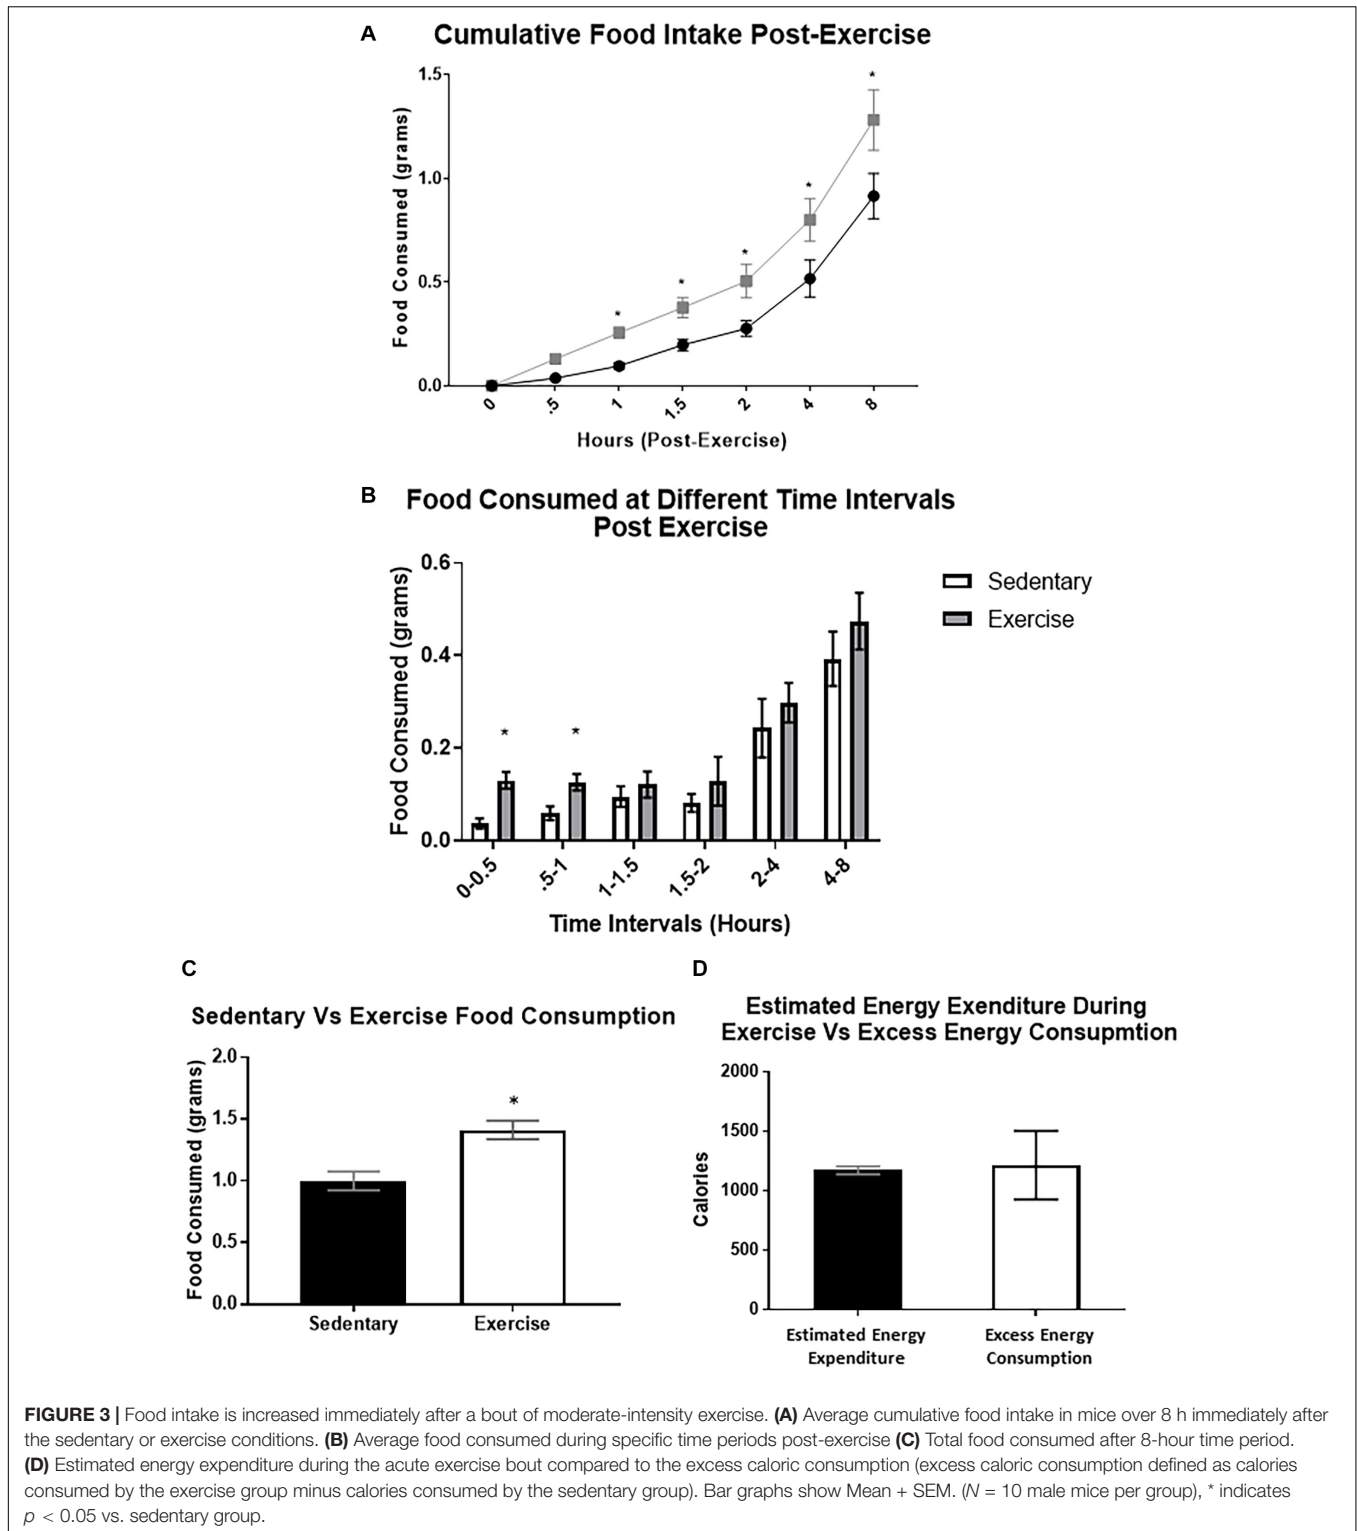 A
Cumulative Food Intake Post-Exercise
Food Consumed (grams)
1.5
1.0
0.5
0.0
* * * * * *
0 .5 1 1.5 2 4 8
Hours (Post-Exercise)
B
Food Consumed at Different Time Intervals
Post Exercise
Food Consumed (grams)
0.6
0.4
0.2
0.0
* *
0-0.5 .5-1 1-1.5 1.5-2 2-4 4-8
Time Intervals (Hours)
Sedentary
Exercise
C
Sedentary Vs Exercise Food Consumption
Food Consumed (grams)
2.0
1.5
1.0
0.5
0.0
*
Sedentary Exercise
D
Estimated Energy Exenditure During
Exercise Vs Excess Energy Consupmtion
Calories
2000
1500
1000
500
0
Estimated Energy
Expenditure
Excess Energy
Consumption
FIGURE 3 | Food intake is increased immediately after a bout of moderate-intensity exercise. (A) Average cumulative food intake in mice over 8 h immediately after
the sedentary or exercise conditions. (B) Average food consumed during specific time periods post-exercise (C) Total food consumed after 8-hour time period.
(D) Estimated energy expenditure during the acute exercise bout compared to the excess caloric consumption (excess caloric consumption defined as calories
consumed by the exercise group minus calories consumed by the sedentary group). Bar graphs show Mean + SEM. (N = 10 male mice per group), * indicates
p < 0.05 vs. sedentary group.